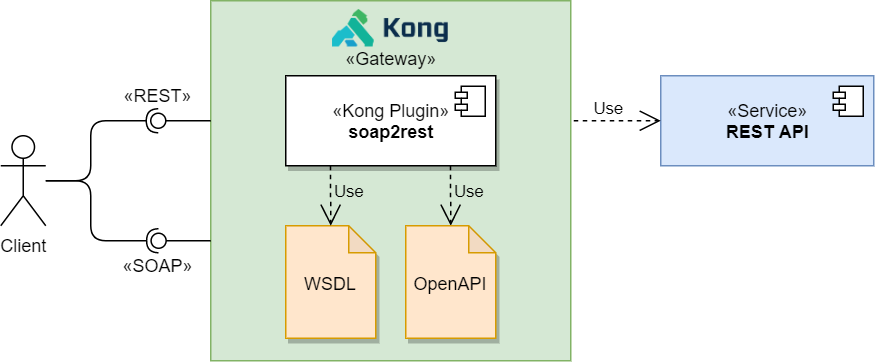 Kong
«Gateway»
«REST»
«Kong Plugin»
soap2rest
Use
«Service»
REST API
Use
Use
Client
«SOAP»
WSDL
OpenAPI